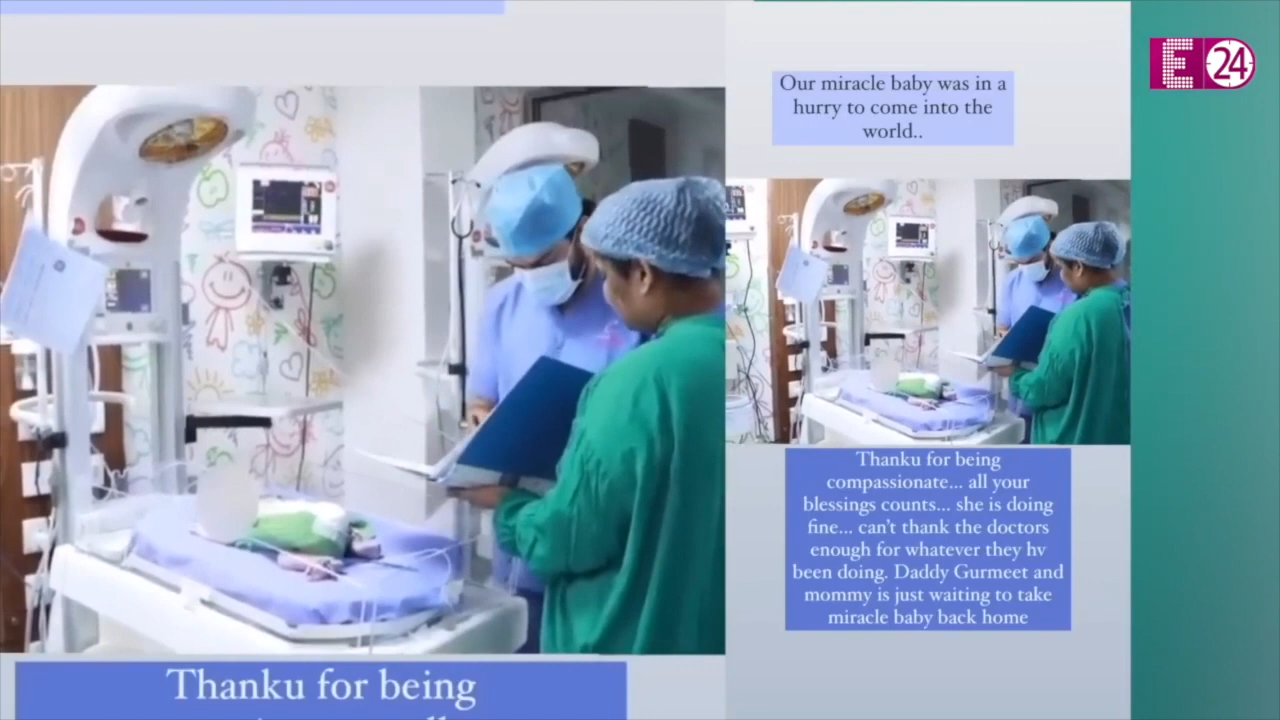 E 24
Our miracle baby was in a
hurry to come into the
world..
Thanku for being
compassionate... all your
blessings counts... she is doing
fine... can't thank the doctors
enough for whatever they hv
been doing. Daddy Gurmeet and
mommy is just waiting to take
miracle baby back home
Thanku for being